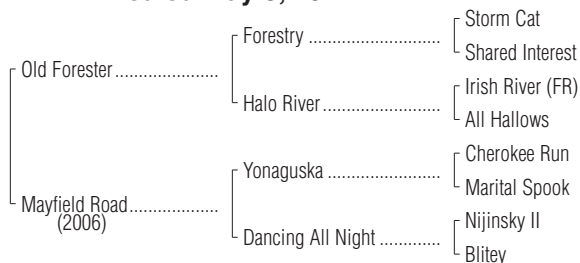 Forestry
Storm Cat
Shared Interest
Old Forester
Halo River
Irish River (FR)
All Hallows
Mayfield Road
(2006)
Yonaguska
Cherokee Run
Marital Spook
Dancing All Night
Nijinsky II
Blitey